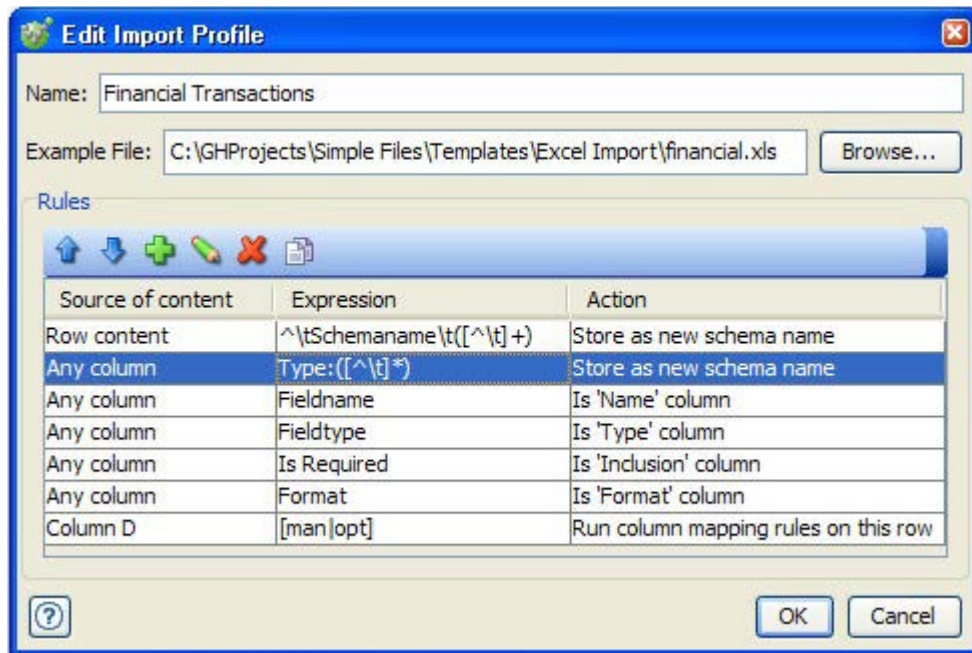 Edit Import Profile
Name: Financial Transactions
Example File: C:\GHProjects\Simple Files\Templates\Excel Import\financial.xls Browse...
Rules
Source of content Expression Action
Row content ^\tSchemaname\t([^\t]+) Store as new schema name
Any column Type:([^\t]*) Store as new schema name
Any column Fieldname Is 'Name' column
Any column Fieldtype Is 'Type' column
Any column Is Required Is 'Inclusion' column
Any column Format Is 'Format' column
Column D [man|opt] Run column mapping rules on this row
? OK Cancel